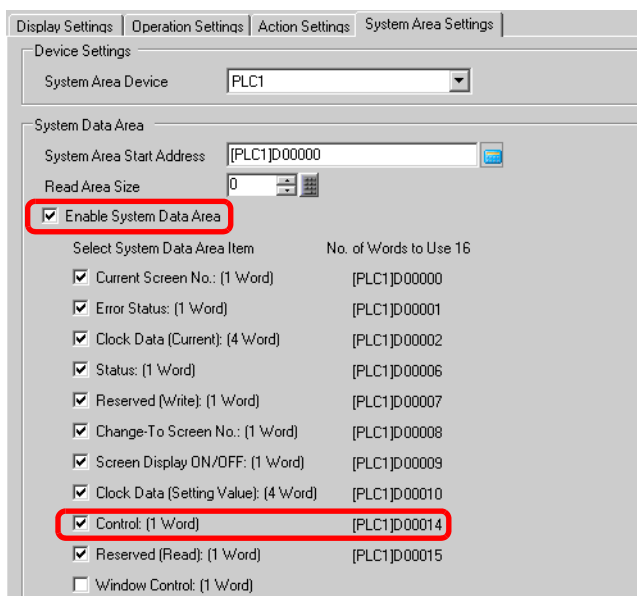 Display Settings Operation Settings Action Settings System Area Settings
Device Settings
System Area Device PLC1
System Data Area
System Area Start Address [PLC1]D00000
Read Area Size 0
Enable System Data Area
Select System Data Area Item No. of Words to Use 16
Current Screen No.: (1 Word) [PLC1]D00000
Error Status: (1 Word) [PLC1]D00001
Clock Data (Current): (4 Word) [PLC1]D00002
Status: (1 Word) [PLC1]D00006
Reserved (Write): (1 Word) [PLC1]D00007
Change-To Screen No.: (1 Word) [PLC1]D00008
Screen Display ON/OFF: (1 Word) [PLC1]D00009
Clock Data (Setting Value): (4 Word) [PLC1]D00010
Control: (1 Word) [PLC1]D00014
Reserved (Read): (1 Word) [PLC1]D00015
Window Control: (1 Word)